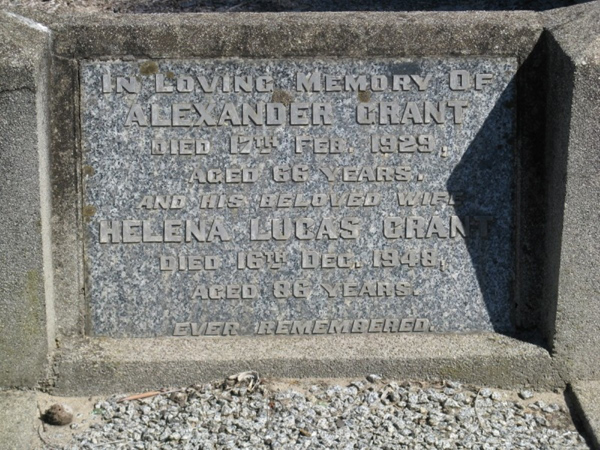 In Loving Memory Of
ALEXANDER GRANT
DIED 17TH FEB. 1929,
AGED 66 YEARS.
AND HIS BELOVED WIFE
HELENA LUCAS GRANT
DIED 16TH DEC. 1948,
AGED 86 YEARS.
EVER REMEMBERED.